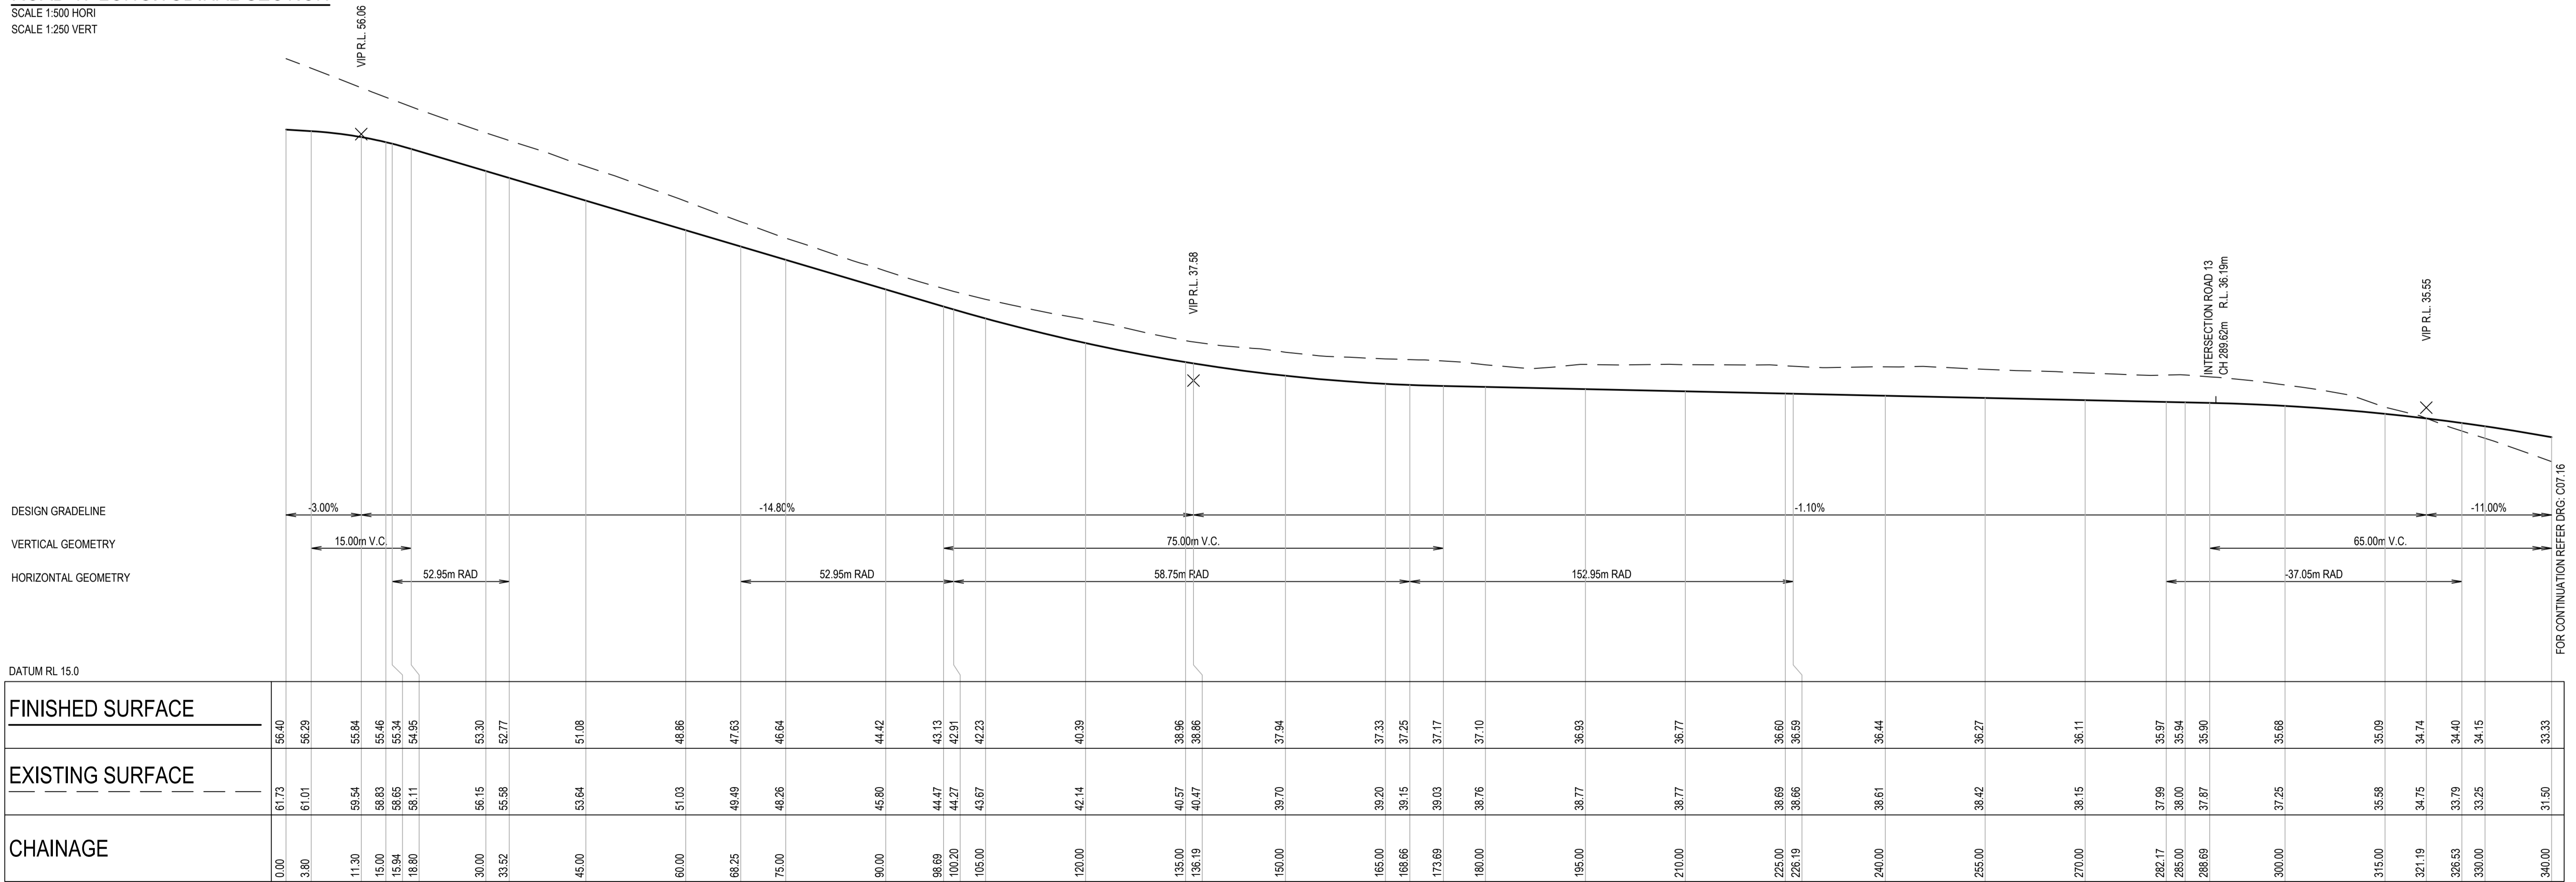 SCALE 1:500 HORI
SCALE 1:250 VERT
VIP R.L. 56.06
VIP R.L. 37.58
INTERSECTION ROAD 13
CH 289.62m R.L. 36.19m
VIP R.L. 35.55
DESIGN GRADELINE -3.00% -14.80% -1.10% -11.00%
VERTICAL GEOMETRY 15.00m V.C. 75.00m V.C. 65.00m V.C.
HORIZONTAL GEOMETRY 52.95m RAD 52.95m RAD 58.75m RAD 152.95m RAD -37.05m RAD
FOR CONTINUATION REFER DRG: C07.16
DATUM RL 15.0
FINISHED SURFACE 56.40 56.29 55.84 55.46 55.34 54.95 53.30 52.77 51.08 48.86 47.63 46.64 44.42 43.13 42.91 42.23 40.39 38.96 38.86 37.94 37.33 37.25 37.17 37.10 36.93 36.77 36.60 36.59 36.44 36.27 36.11 35.97 35.94 35.90 35.68 35.09 34.74 34.40 34.15 33.33
EXISTING SURFACE 61.73 61.01 59.54 58.83 58.65 58.11 56.15 55.58 53.64 51.03 49.49 48.26 45.80 44.47 44.27 43.67 42.14 40.57 40.47 39.70 39.20 39.15 39.03 38.76 38.77 38.77 38.69 38.66 38.61 38.42 38.15 37.99 38.00 37.87 37.25 35.58 34.75 33.79 33.25 31.50
CHAINAGE 0.00 3.80 11.30 15.00 15.94 18.80 30.00 33.52 45.00 60.00 68.25 75.00 90.00 98.69 100.20 105.00 120.00 135.00 136.19 150.00 165.00 168.66 173.69 180.00 195.00 210.00 225.00 226.19 240.00 255.00 270.00 282.17 285.00 288.69 300.00 315.00 321.19 326.53 330.00 340.00